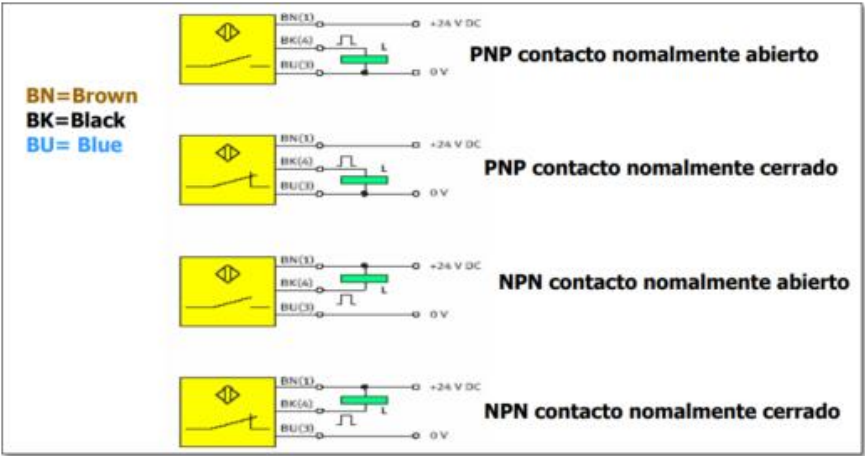 BN(1)
+24 V DC
BK(4)
L
BU(3)
0 V
PNP contacto nomalmente abierto
BN=Brown
BK=Black
BU= Blue
BN(1)
+24 V DC
BK(4)
L
BU(3)
0 V
PNP contacto nomalmente cerrado
BN(1)
+24 V DC
BK(4)
L
BU(3)
0 V
NPN contacto nomalmente abierto
BN(1)
+24 V DC
BK(4)
L
BU(3)
0 V
NPN contacto nomalmente cerrado